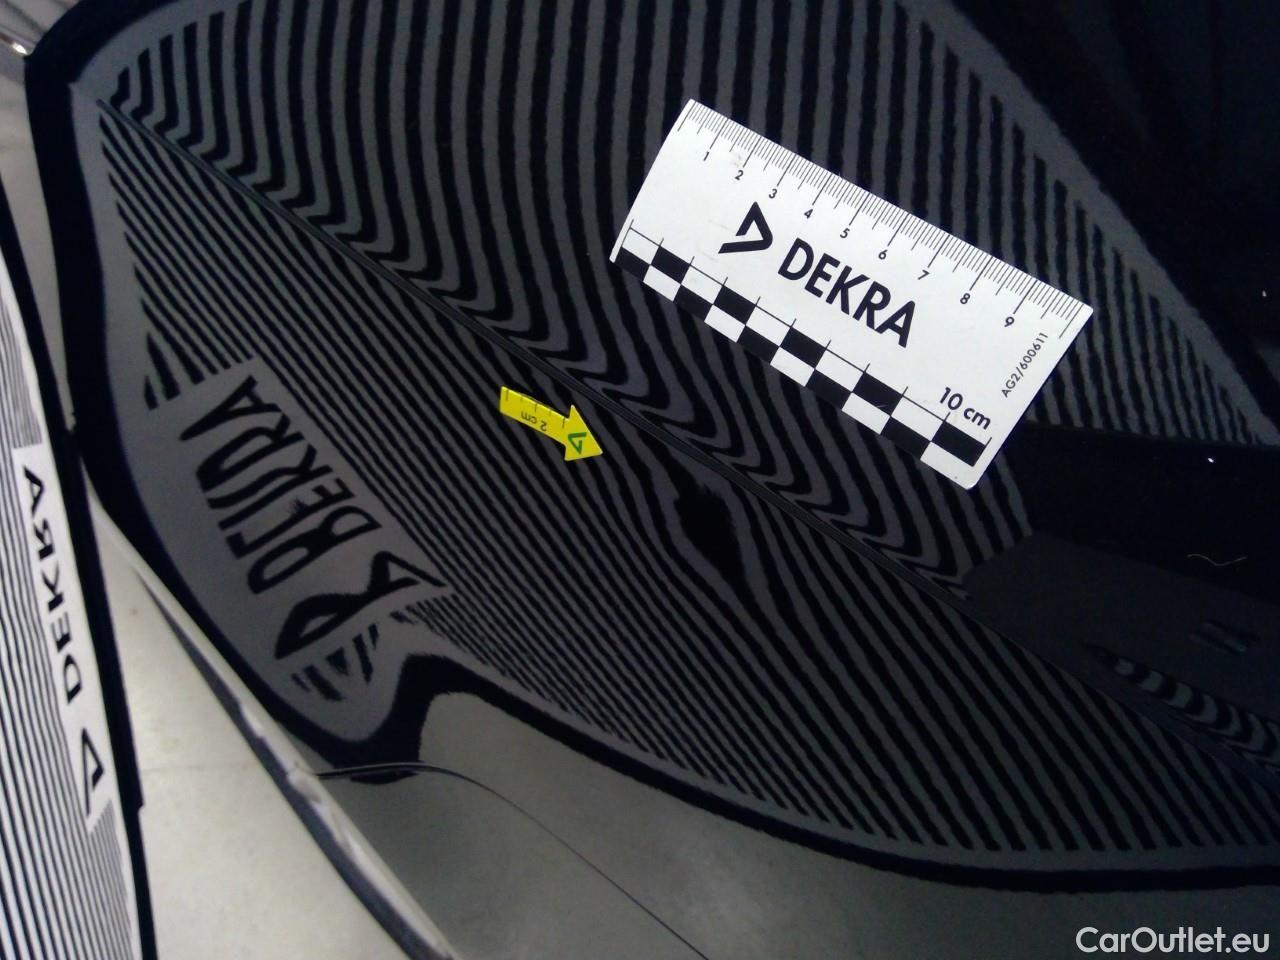 1 2 3 4 5 6 7 8 9
DEKRA
10 cm
AG2/600611
2 cm
DEKRA
DEKRA
DEKRA
CarOutlet.eu